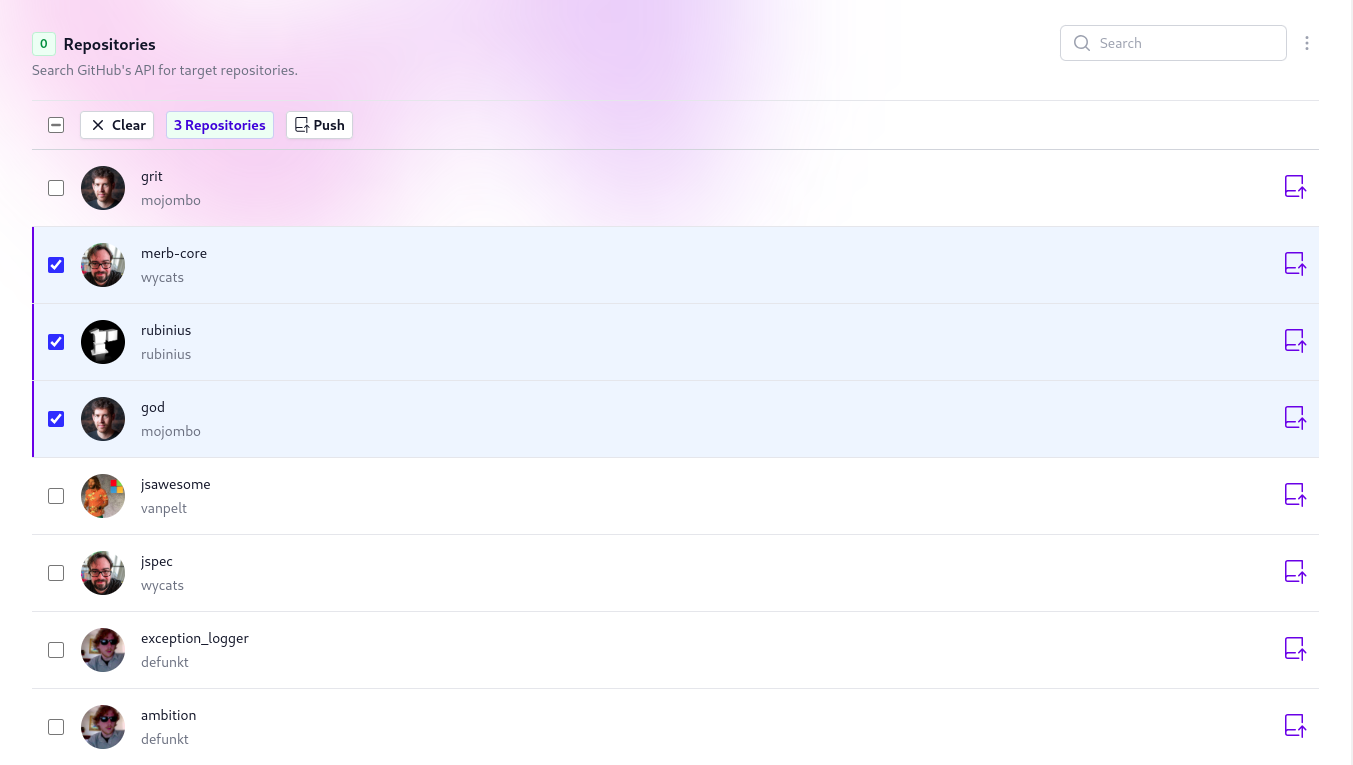 0 Repositories
Search
Search GitHub's API for target repositories.
Clear 3 Repositories Push
grit
mojombo
merb-core
wycats
rubinius
rubinius
god
mojombo
jsawesome
vanpelt
jspec
wycats
exception_logger
defunkt
ambition
defunkt